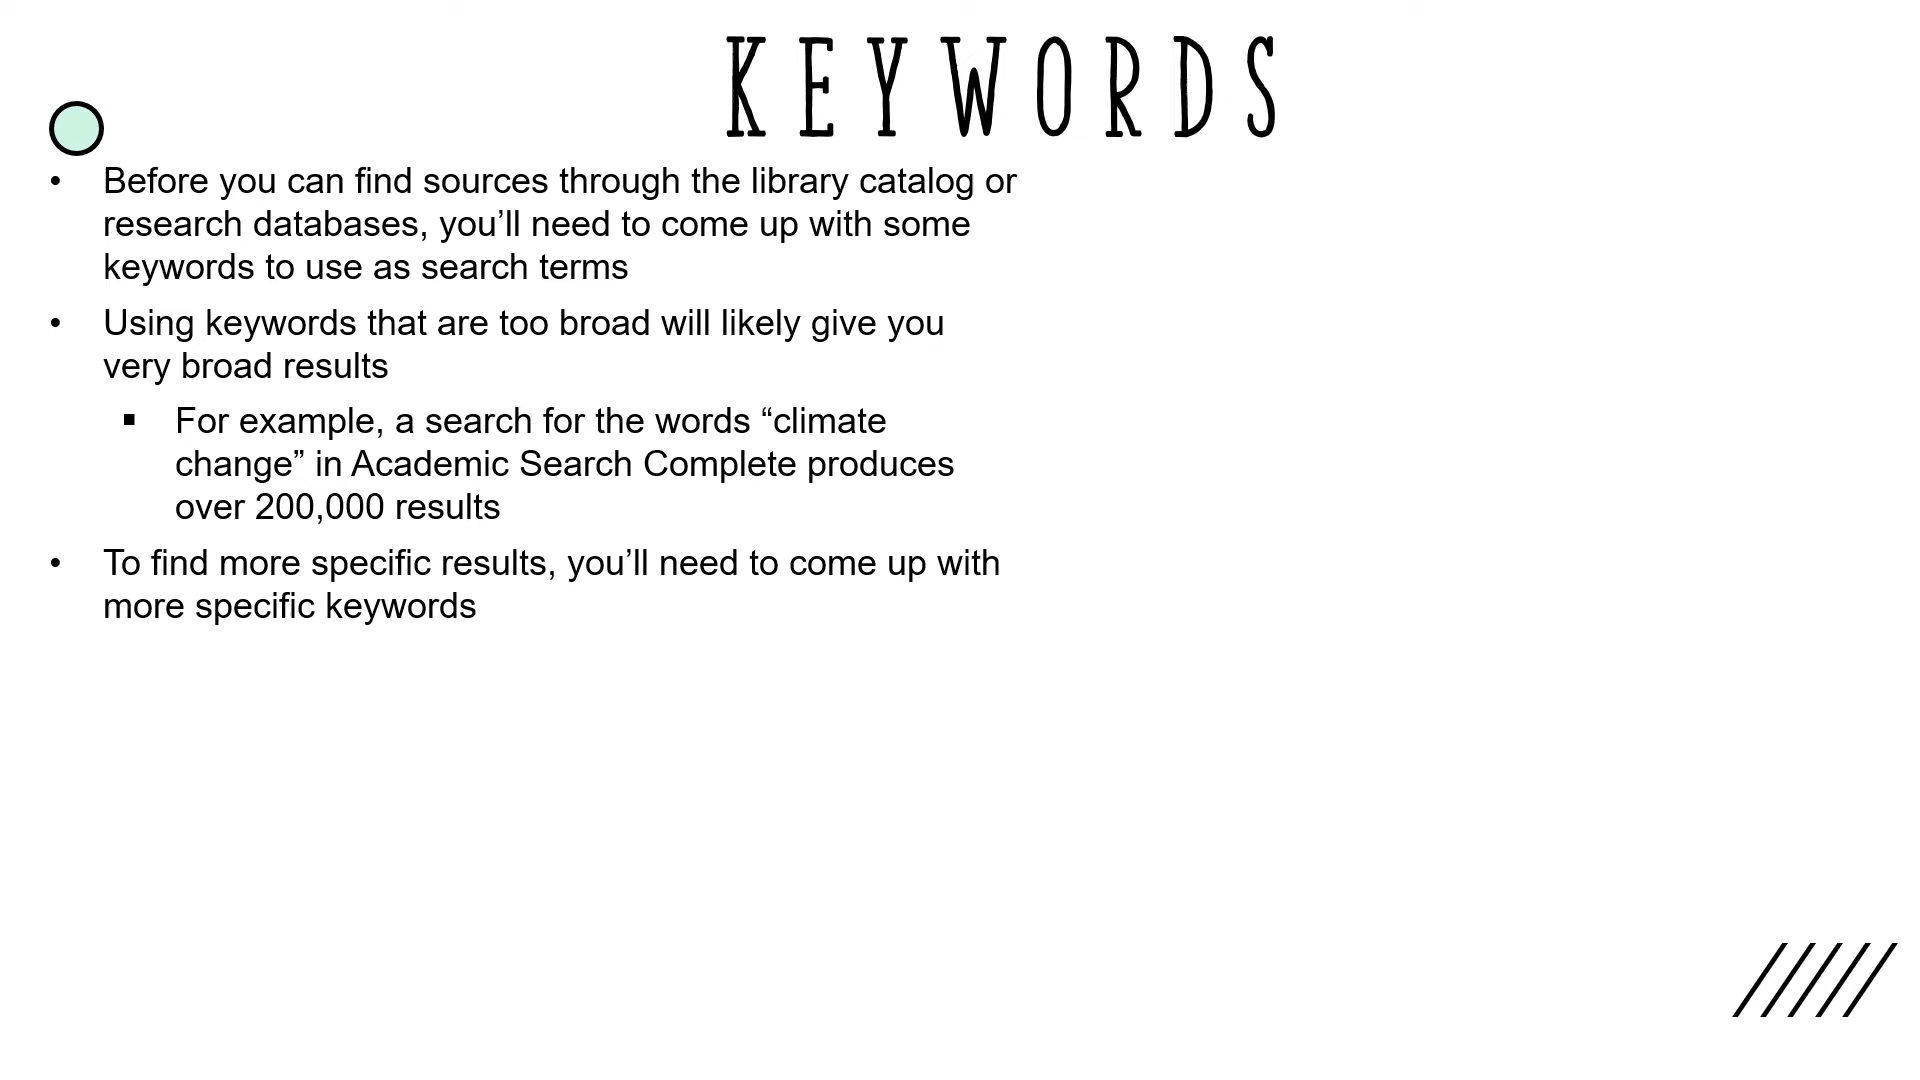 KEYWORDS
• Before you can find sources through the library catalog or
research databases, you’ll need to come up with some
keywords to use as search terms
• Using keywords that are too broad will likely give you
very broad results
▪ For example, a search for the words “climate
change” in Academic Search Complete produces
over 200,000 results
• To find more specific results, you’ll need to come up with
more specific keywords